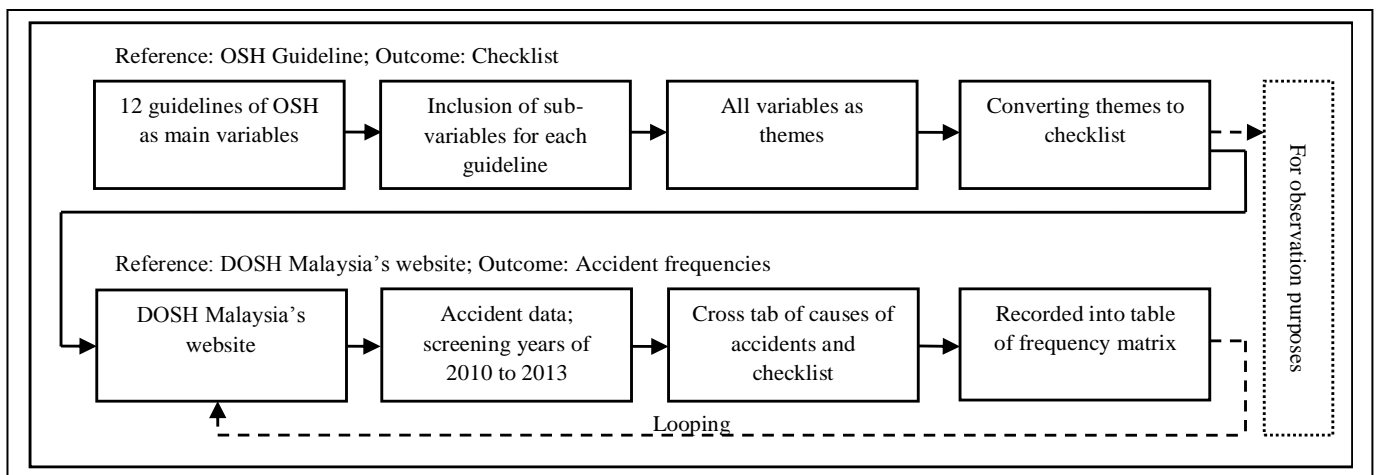 Reference: OSH Guideline; Outcome: Checklist
12 guidelines of OSH
as main variables
Inclusion of sub-
variables for each
guideline
All variables as
themes
Converting themes to
checklist
For observation purposes
Reference: DOSH Malaysia's website; Outcome: Accident frequencies
DOSH Malaysia's
website
Accident data;
screening years of
2010 to 2013
Cross tab of causes of
accidents and
checklist
Recorded into table
of frequency matrix
Looping